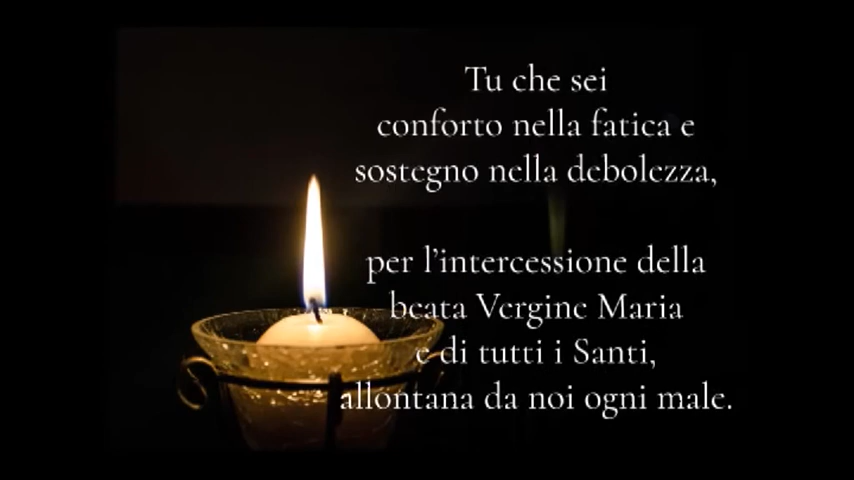 Tu che sei
conforto nella fatica e
sostegno nella debolezza,
per l’intercessione della
beata Vergine Maria
e di tutti i Santi,
allontana da noi ogni male.